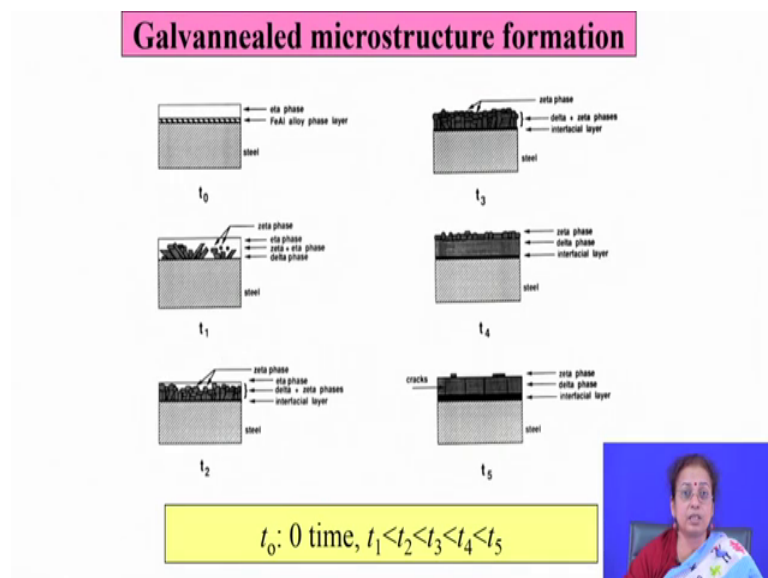 Galvannealed microstructure formation
eta phase
FeAl alloy phase layer
steel
t0
zeta phase
eta phase
zeta + eta phase
delta phase
steel
t1
zeta phase
eta phase
delta + zeta phases
interfacial layer
steel
t2
zeta phase
delta + zeta phases
interfacial layer
steel
t3
zeta phase
delta phase
interfacial layer
steel
t4
cracks
zeta phase
delta phase
interfacial layer
steel
t5
to: 0 time, t1<t2<t3<t4<t5